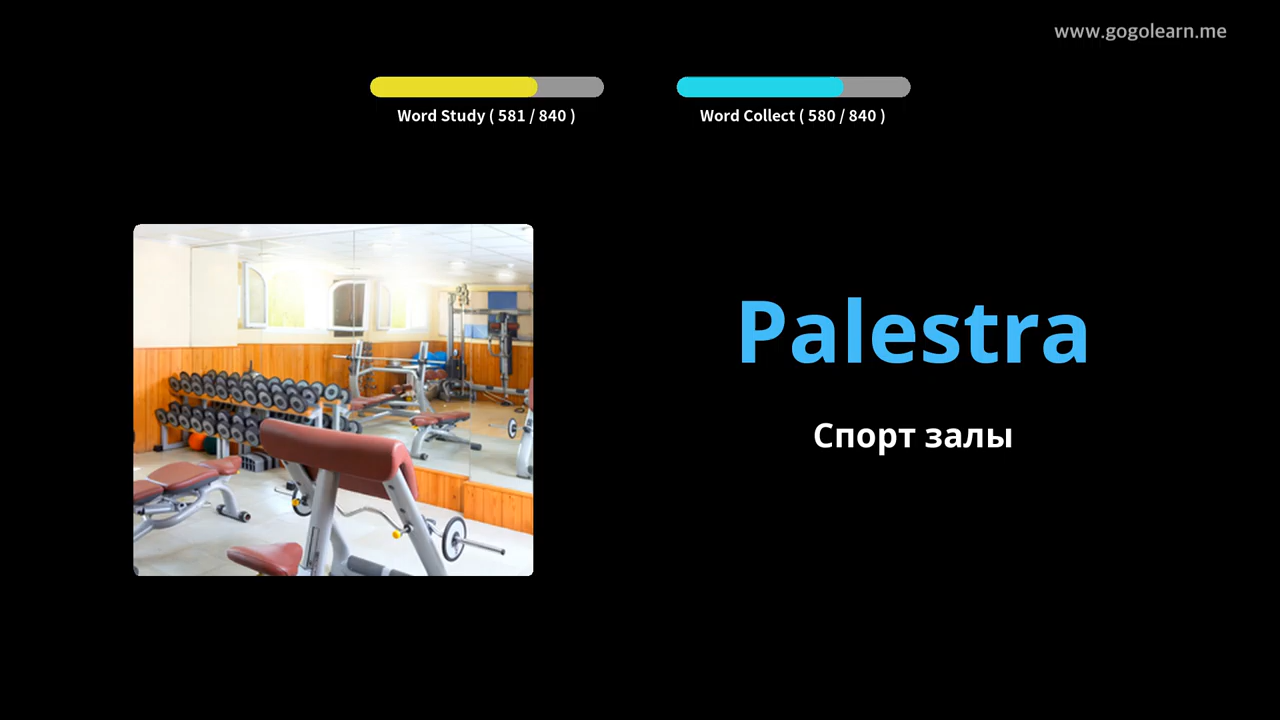 www.gogolearn.me
Word Study ( 581 / 840 )
Word Collect ( 580 / 840 )
Palestra
Спорт залы